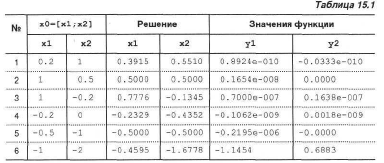 Таблица 15.1
№ x0=[x1;x2] Решение Значения функции
x1 x2 x1 x2 y1 y2
1 0.2 1 0.3915 0.5510 0.8924e-010 -0.0333e-010
2 1 0.5 0.5000 0.5000 0.1654e-008 0.0000
3 1 -0.2 0.7776 -0.1345 0.7000e-007 0.1638e-007
4 -0.2 0 -0.2329 -0.4352 -0.1062e-009 0.0018e-009
5 -0.5 -1 -0.5000 -0.5000 -0.2195e-006 -0.0000
6 -1 -2 -0.4595 -1.6778 -1.1454 0.6883